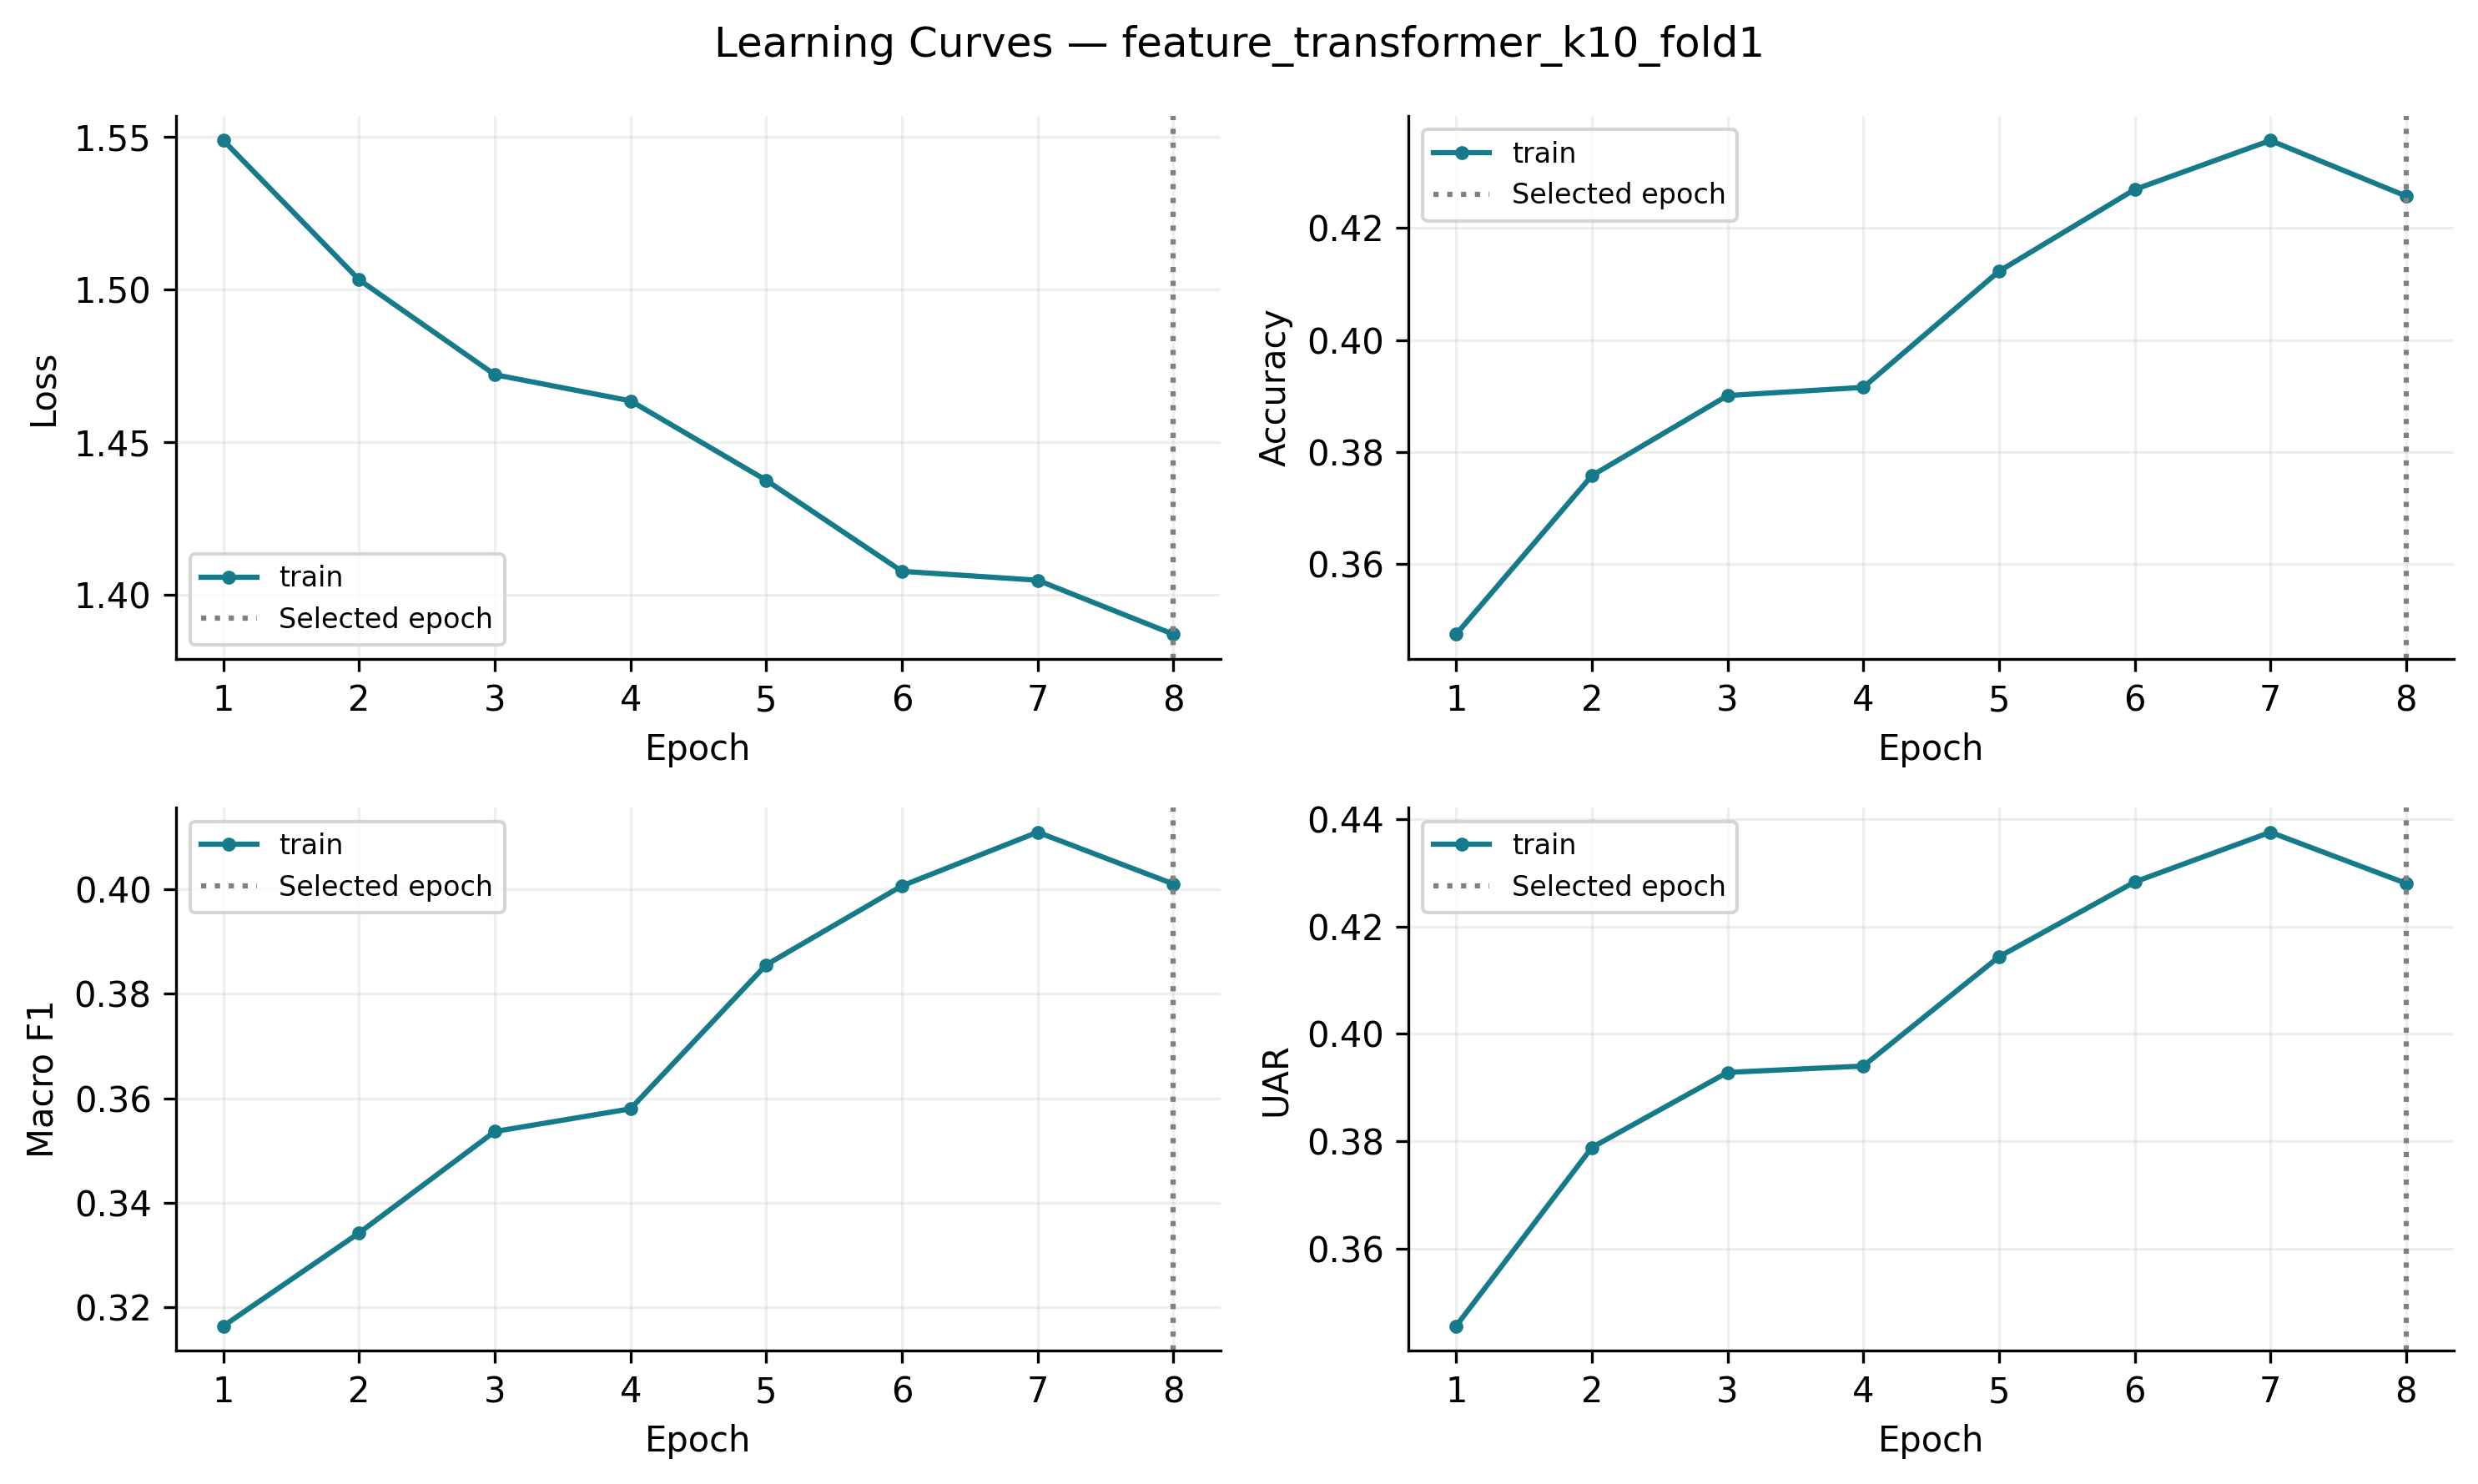 Learning Curves — feature_transformer_k10_fold1
1.55
1.50
1.45
1.40
Loss
train
Selected epoch
1 2 3 4 5 6 7 8
Epoch
0.42
0.40
0.38
0.36
Accuracy
train
Selected epoch
1 2 3 4 5 6 7 8
Epoch
0.40
0.38
0.36
0.34
0.32
Macro F1
train
Selected epoch
1 2 3 4 5 6 7 8
Epoch
0.44
0.42
0.40
0.38
0.36
UAR
train
Selected epoch
1 2 3 4 5 6 7 8
Epoch